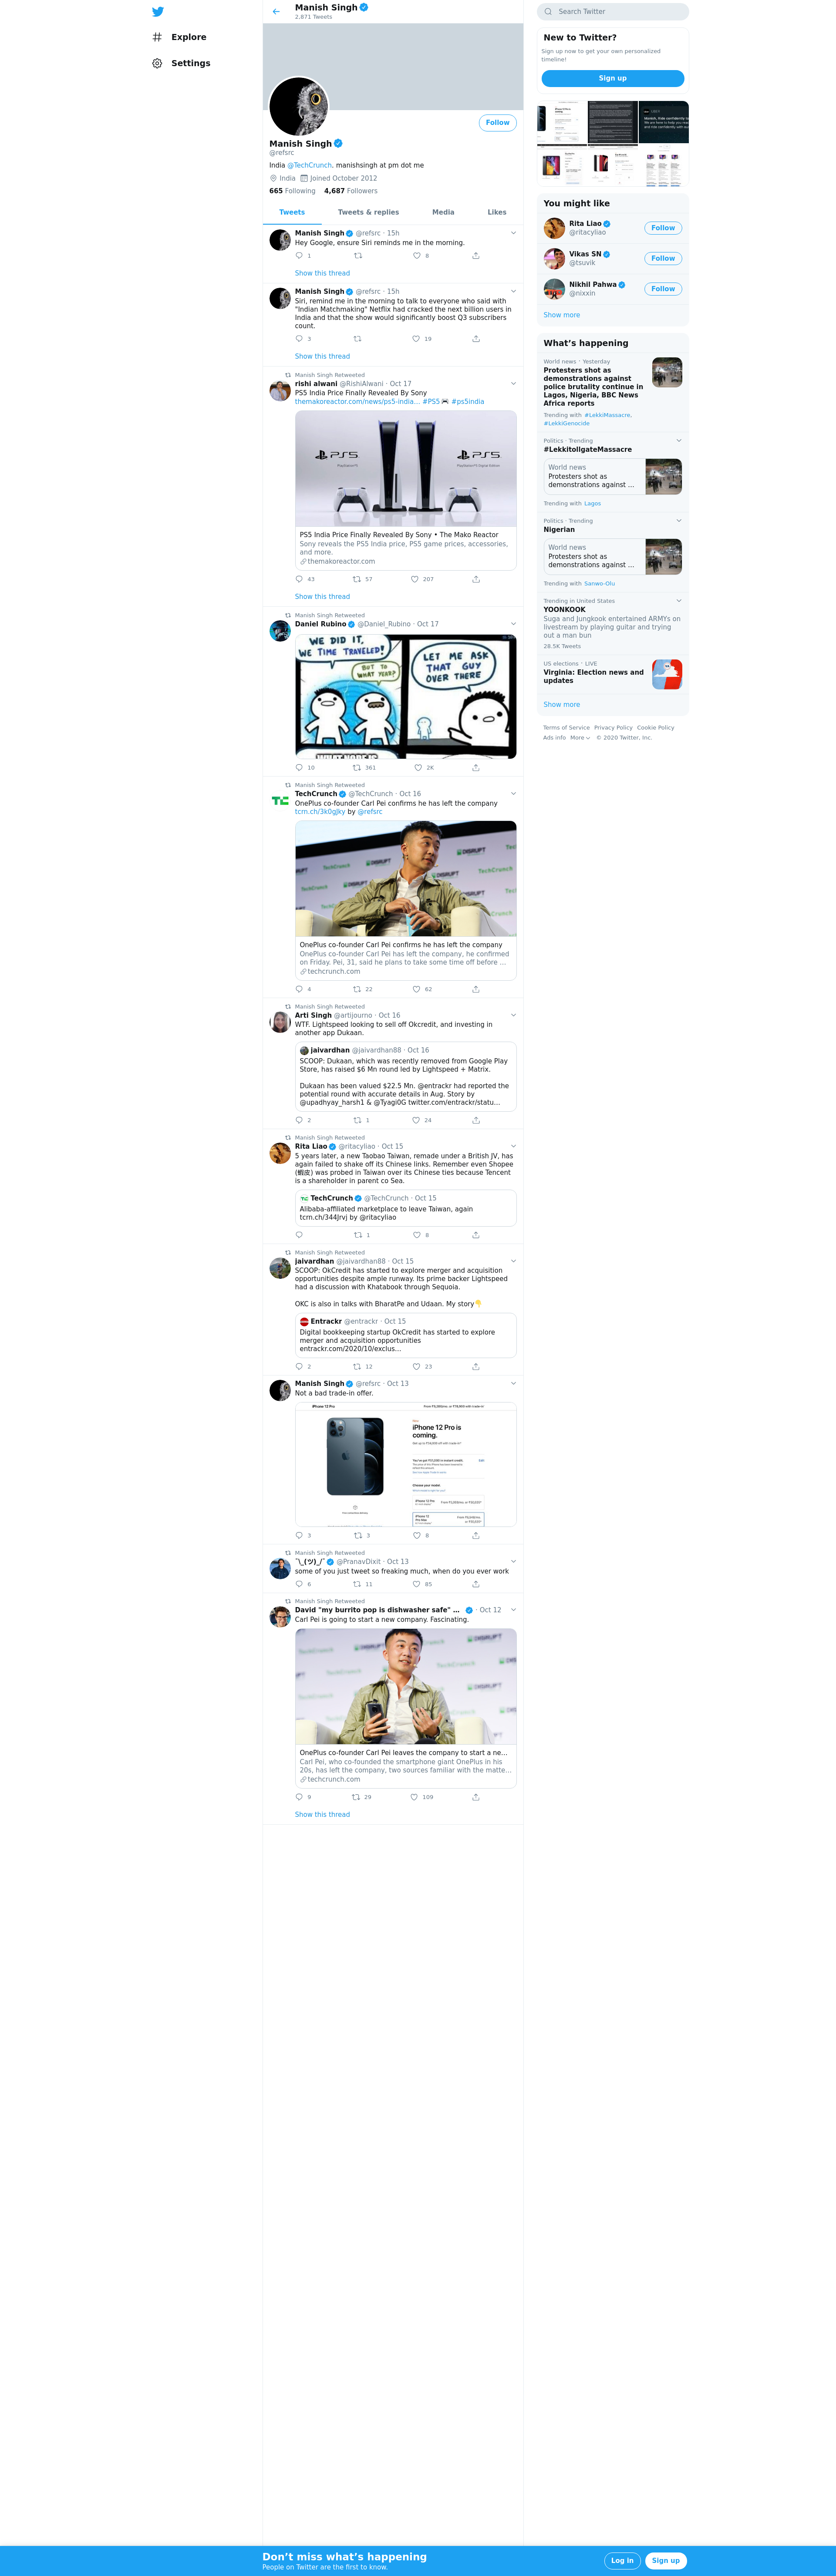 Explore
Settings
Manish Singh
2,871 Tweets
Follow
Manish Singh
@refsrc
India @TechCrunch. manishsingh at pm dot me
India Joined October 2012
665 Following 4,687 Followers
Tweets Tweets & replies Media Likes
Manish Singh @refsrc · 15h
Hey Google, ensure Siri reminds me in the morning.
1 8
Show this thread
Manish Singh @refsrc · 15h
Siri, remind me in the morning to talk to everyone who said with
"Indian Matchmaking" Netflix had cracked the next billion users in
India and that the show would significantly boost Q3 subscribers
count.
3 19
Show this thread
Manish Singh Retweeted
rishi alwani @RishiAlwani · Oct 17
PS5 India Price Finally Revealed By Sony
themakoreactor.com/news/ps5-india… #PS5 🎮 #ps5india
PS5 PS5
PS5 India Price Finally Revealed By Sony • The Mako Reactor
Sony reveals the PS5 India price, PS5 game prices, accessories,
and more.
themakoreactor.com
43 57 207
Show this thread
Manish Singh Retweeted
Daniel Rubino @Daniel_Rubino · Oct 17
WE DID IT,
WE TIME TRAVELED!
BUT TO
WHAT YEAR?
LET ME ASK
THAT GUY
OVER THERE
10 361 2K
Manish Singh Retweeted
TechCrunch @TechCrunch · Oct 16
OnePlus co-founder Carl Pei confirms he has left the company
tcrn.ch/3k0gJky by @refsrc
OnePlus co-founder Carl Pei confirms he has left the company
OnePlus co-founder Carl Pei has left the company, he confirmed
on Friday. Pei, 31, said he plans to take some time off before …
techcrunch.com
4 22 62
Manish Singh Retweeted
Arti Singh @artijourno · Oct 16
WTF. Lightspeed looking to sell off Okcredit, and investing in
another app Dukaan.
jaivardhan @jaivardhan88 · Oct 16
SCOOP: Dukaan, which was recently removed from Google Play
Store, has raised $6 Mn round led by Lightspeed + Matrix.
Dukaan has been valued $22.5 Mn. @entrackr had reported the
potential round with accurate details in Aug. Story by
@upadhyay_harsh1 & @Tyagi0G twitter.com/entrackr/statu…
2 1 24
Manish Singh Retweeted
Rita Liao @ritacyliao · Oct 15
5 years later, a new Taobao Taiwan, remade under a British JV, has
again failed to shake off its Chinese links. Remember even Shopee
(蝦皮) was probed in Taiwan over its Chinese ties because Tencent
is a shareholder in parent co Sea.
TechCrunch @TechCrunch · Oct 15
Alibaba-affiliated marketplace to leave Taiwan, again
tcrn.ch/344Jrvj by @ritacyliao
1 8
Manish Singh Retweeted
jaivardhan @jaivardhan88 · Oct 15
SCOOP: OkCredit has started to explore merger and acquisition
opportunities despite ample runway. Its prime backer Lightspeed
had a discussion with Khatabook through Sequoia.
OKC is also in talks with BharatPe and Udaan. My story👇
Entrackr @entrackr · Oct 15
Digital bookkeeping startup OkCredit has started to explore
merger and acquisition opportunities
entrackr.com/2020/10/exclus…
2 12 23
Manish Singh @refsrc · Oct 13
Not a bad trade-in offer.
iPhone 12 Pro
iPhone 12 Pro is
coming.
Choose your model.
3 3 8
Manish Singh Retweeted
¯\_(ツ)_/¯ @PranavDixit · Oct 13
some of you just tweet so freaking much, when do you ever work
6 11 85
Manish Singh Retweeted
David "my burrito pop is dishwasher safe" … · Oct 12
Carl Pei is going to start a new company. Fascinating.
OnePlus co-founder Carl Pei leaves the company to start a ne…
Carl Pei, who co-founded the smartphone giant OnePlus in his
20s, has left the company, two sources familiar with the matte…
techcrunch.com
9 29 109
Show this thread
Search Twitter
New to Twitter?
Sign up now to get your own personalized
timeline!
Sign up
You might like
Rita Liao
@ritacyliao
Follow
Vikas SN
@tsuvik
Follow
Nikhil Pahwa
@nixxin
Follow
Show more
What's happening
World news · Yesterday
Protesters shot as
demonstrations against
police brutality continue in
Lagos, Nigeria, BBC News
Africa reports
Trending with #LekkiMassacre,
#LekkiGenocide
Politics · Trending
#LekkitollgateMassacre
World news
Protesters shot as
demonstrations against …
Trending with Lagos
Politics · Trending
Nigerian
World news
Protesters shot as
demonstrations against …
Trending with Sanwo-Olu
Trending in United States
YOONKOOK
Suga and Jungkook entertained ARMYs on
livestream by playing guitar and trying
out a man bun
28.5K Tweets
US elections · LIVE
Virginia: Election news and
updates
Show more
Terms of Service Privacy Policy Cookie Policy
Ads info More © 2020 Twitter, Inc.
Don't miss what's happening
People on Twitter are the first to know.
Log in Sign up